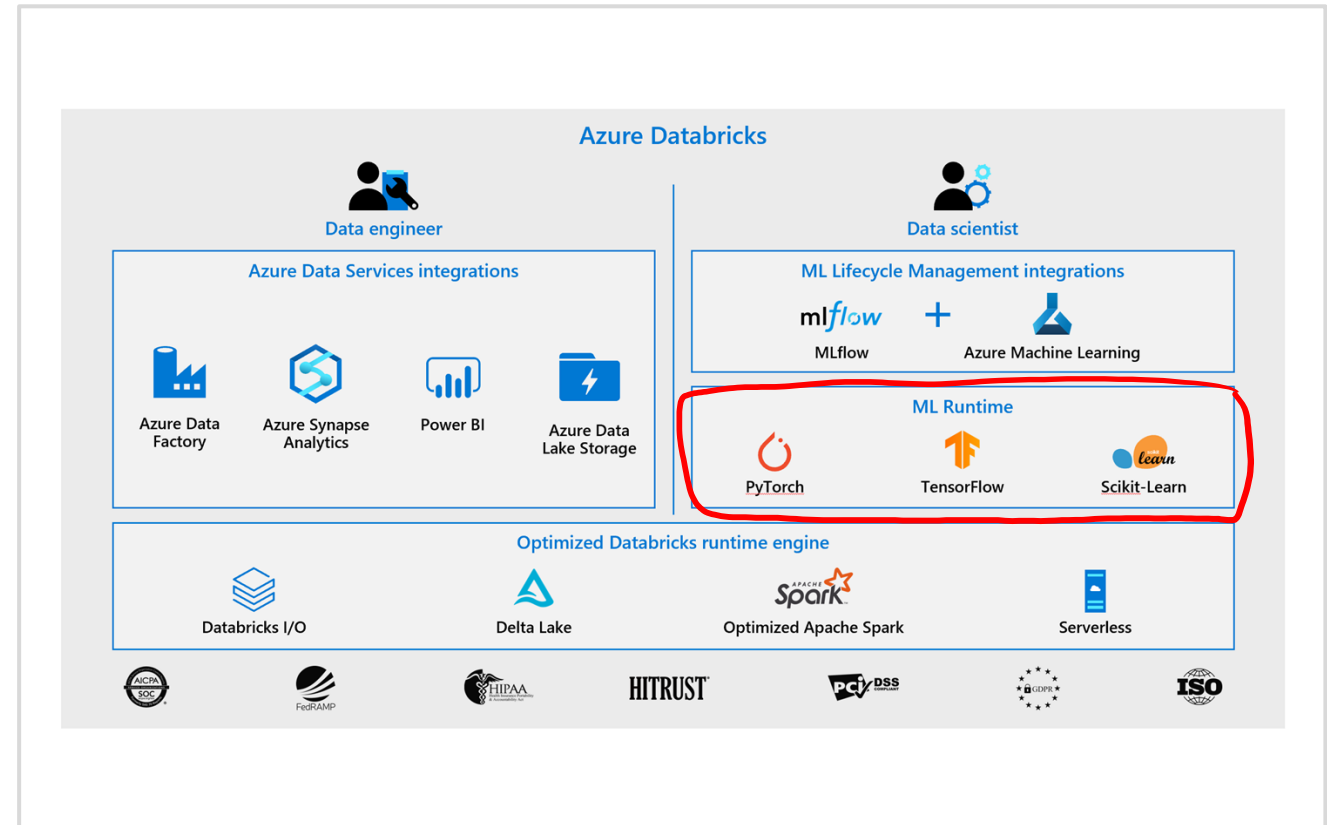 Azure Databricks
Data engineer
Data scientist
Azure Data Services integrations
Azure Data
Factory
Azure Synapse
Analytics
Power BI
Azure Data
Lake Storage
ML Lifecycle Management integrations
mlflow
+
MLflow
Azure Machine Learning
ML Runtime
learn
PyTorch
TensorFlow
Scikit-Learn
Optimized Databricks runtime engine
APACHE
Spark
Databricks I/O
Delta Lake
Optimized Apache Spark
Serverless
AICPA
SOC
FedRAMP
HIPAA
HITRUST
PCI DSS
COMPLIANT
GDPR
ISO